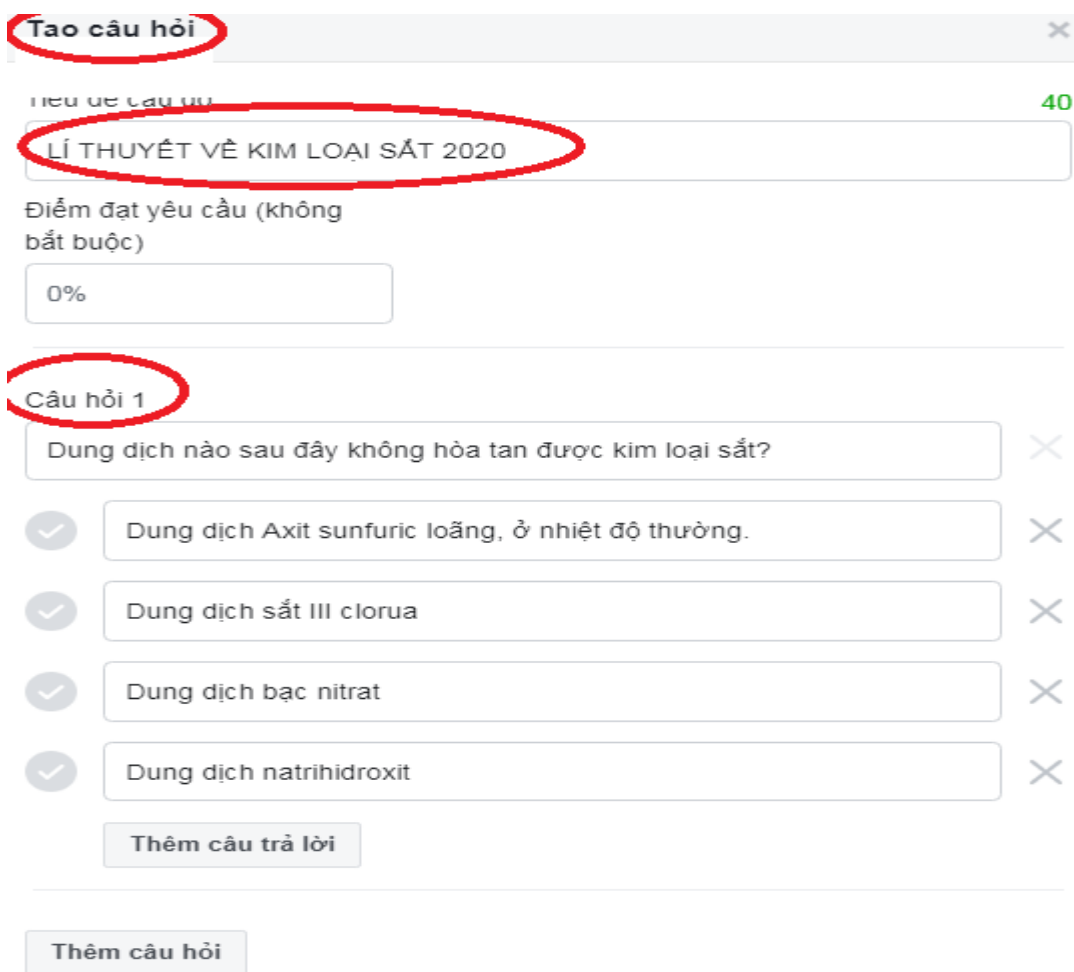 Tao câu hỏi
40
LÍ THUYẾT VỀ KIM LOẠI SẮT 2020
Điểm đạt yêu cầu (không
bắt buộc)
0%
Câu hỏi 1
Dung dịch nào sau đây không hòa tan được kim loại sắt?
Dung dịch Axit sunfuric loãng, ở nhiệt độ thường.
Dung dịch sắt III clorua
Dung dịch bạc nitrat
Dung dịch natrihidroxit
Thêm câu trả lời
Thêm câu hỏi